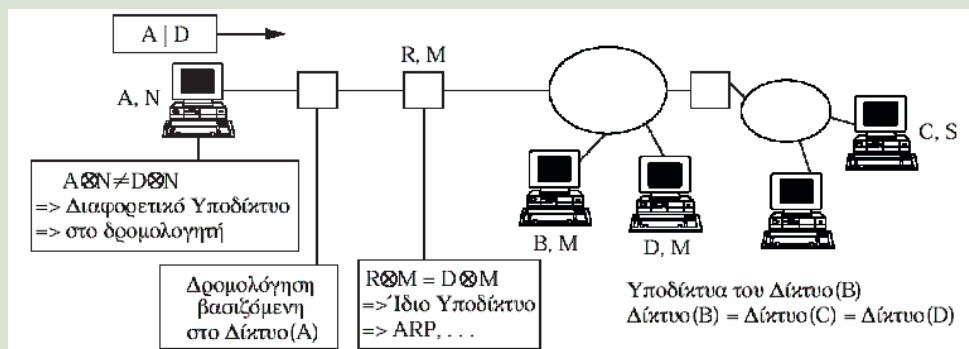 A | D
R, M
A, N
C, S
A⊗N≠D⊗N
=> Διαφορετικό Υποδίκτυο
=> στο δρομολογητή
B, M
D, M
Δρομολόγηση
βασιζόμενη
στο Δίκτυο(A)
R⊗M = D⊗M
=> Ίδιο Υποδίκτυο
=> ARP, . . .
Υποδίκτυα του Δίκτυο(B)
Δίκτυο(B) = Δίκτυο(C) = Δίκτυο(D)